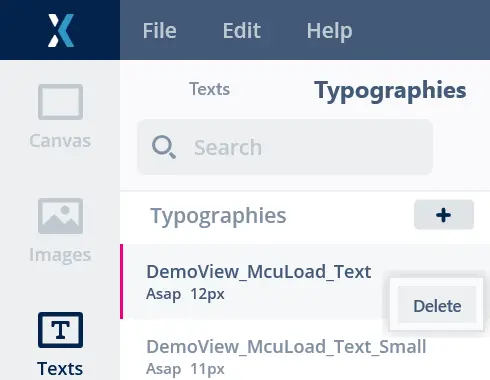 File Edit Help
Texts Typographies
Canvas
Search
Typographies
+
Images
DemoView_McuLoad_Text
Asap 12px
Delete
Texts
DemoView_McuLoad_Text_Small
Asap 11px